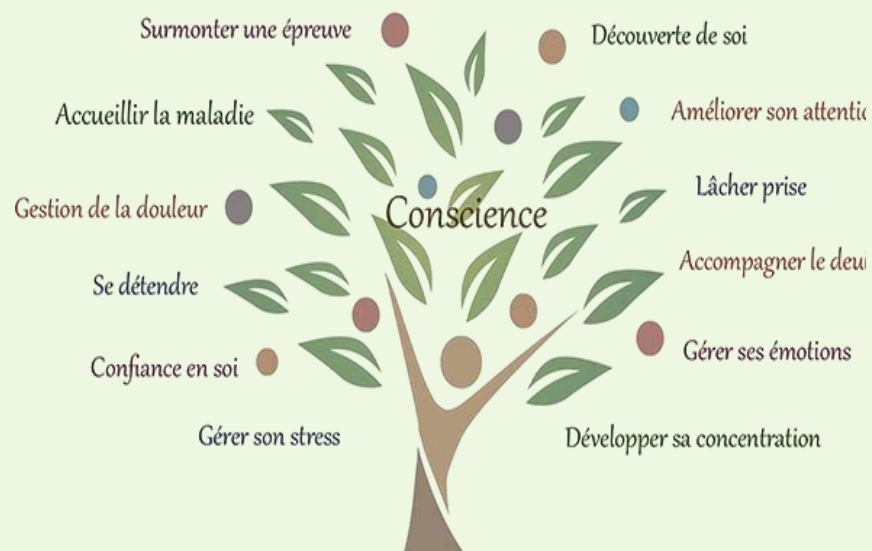 Surmonter une épreuve
Découverte de soi
Accueillir la maladie
Améliorer son
Gestion de la douleur
Lâcher prise
Conscience
Se détendre
Accompagner le
Confiance en soi
Gérer ses émotions
Gérer son stress
Développer sa concentration